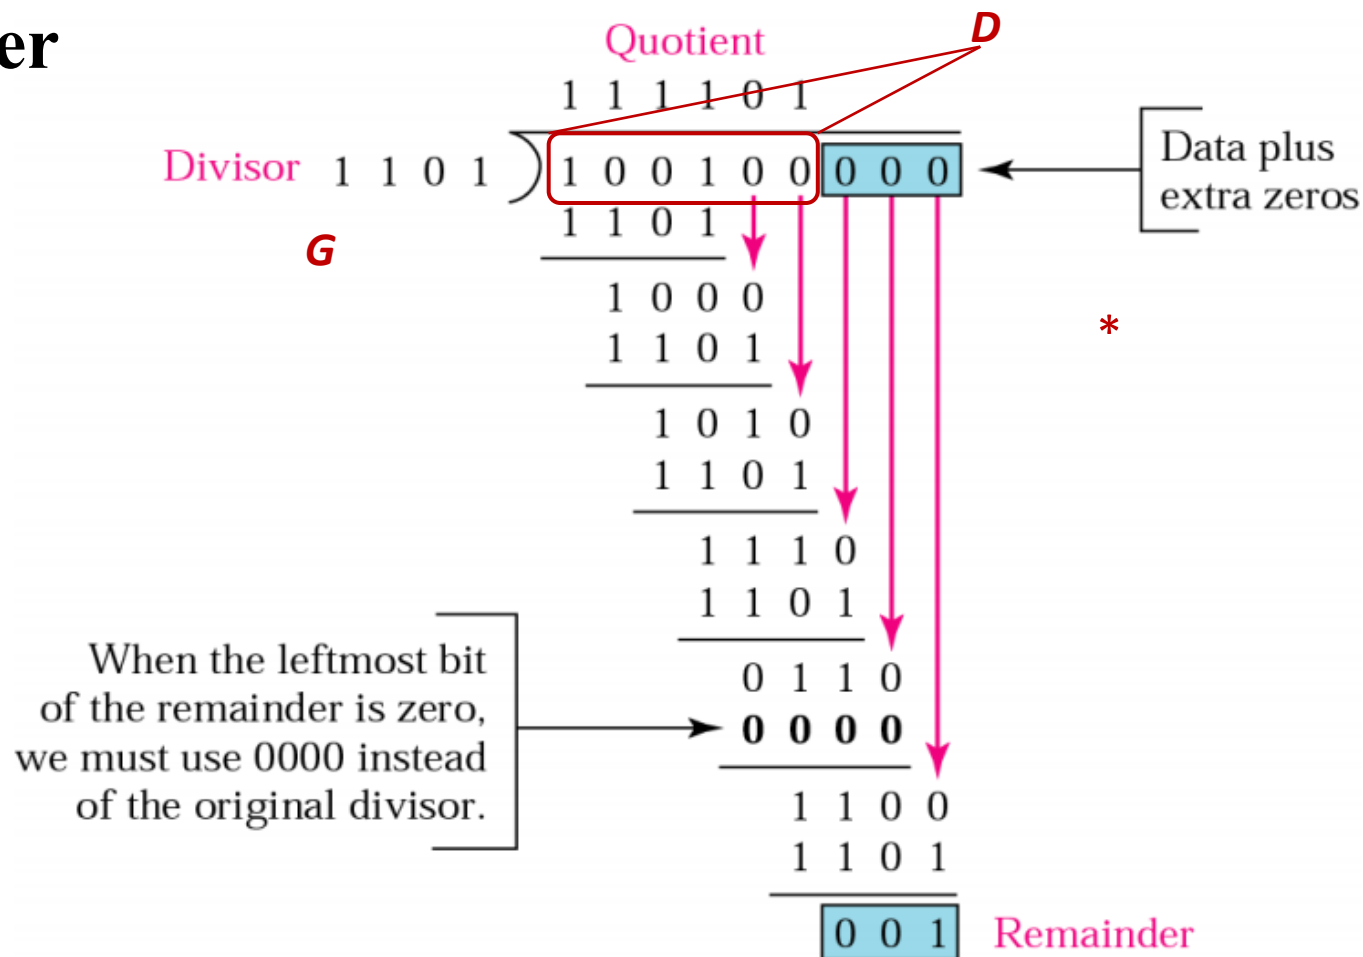 er
Quotient
D
1 1 1 1 0 1
Divisor 1 1 0 1
1 0 0 1 0 0 0 0 0
Data plus
extra zeros
G
1 1 0 1
1 0 0 0
*
1 1 0 1
1 0 1 0
1 1 0 1
1 1 1 0
1 1 0 1
When the leftmost bit
of the remainder is zero,
we must use 0000 instead
of the original divisor.
0 1 1 0
0 0 0 0
1 1 0 0
1 1 0 1
0 0 1 Remainder